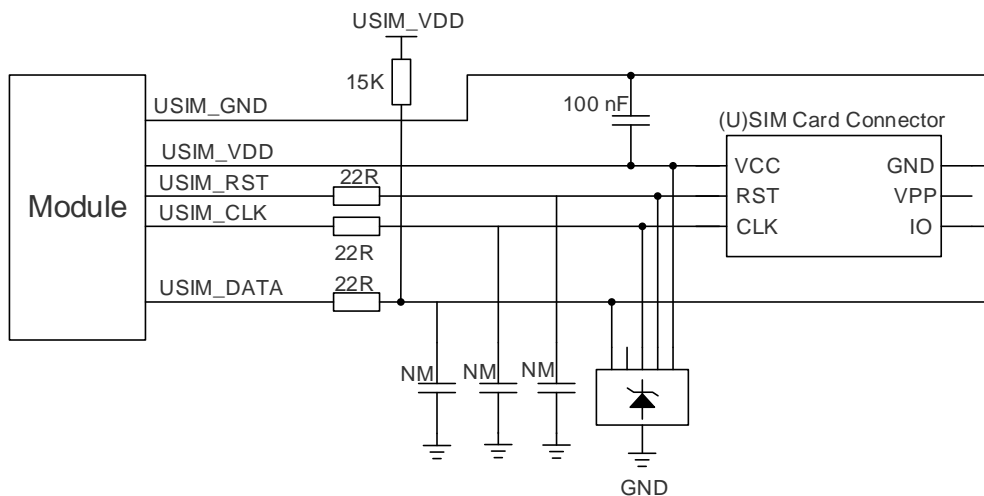 USIM_VDD
15K
USIM_GND
100 nF
(U)SIM Card Connector
USIM_VDD
VCC
GND
Module
USIM_RST
22R
RST
VPP
USIM_CLK
CLK
IO
22R
USIM_DATA
22R
NM
NM
NM
GND